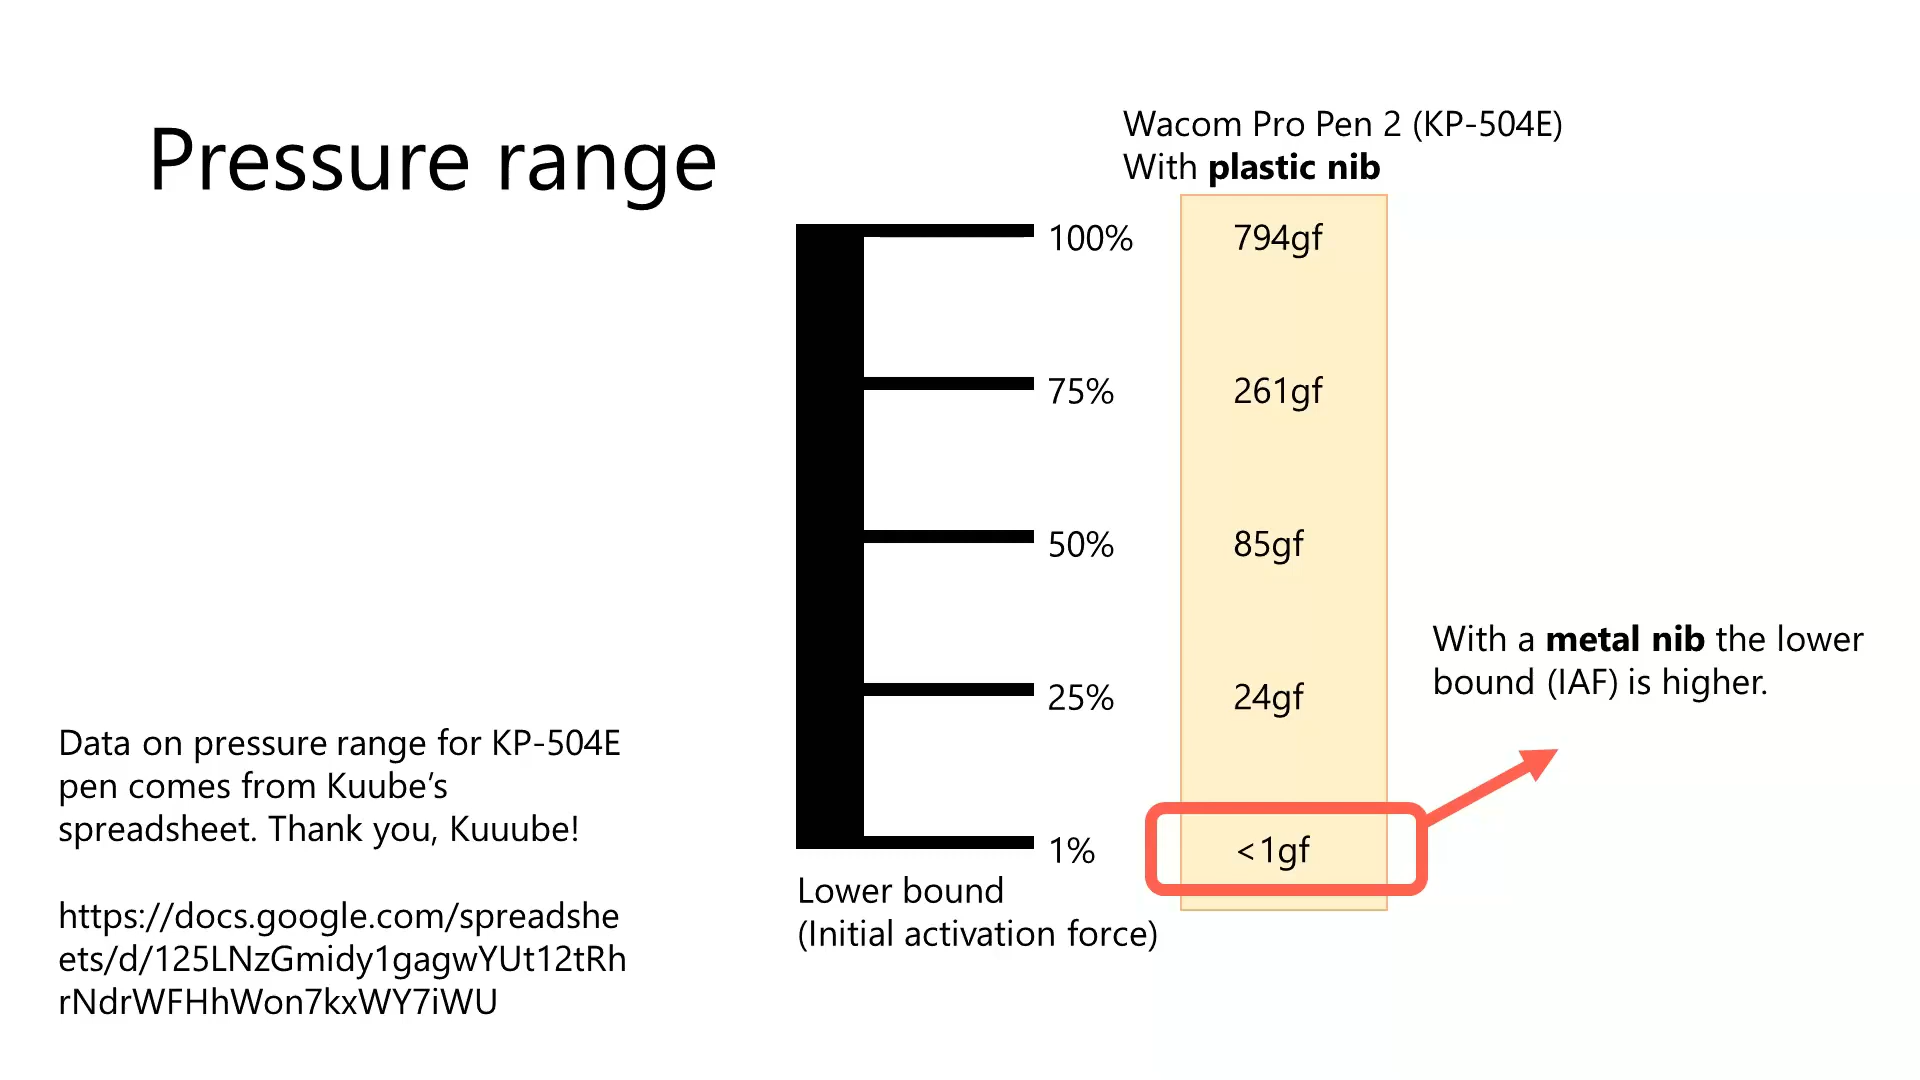 Pressure range
Wacom Pro Pen 2 (KP-504E)
With plastic nib
100% 794gf
75% 261gf
50% 85gf
25% 24gf
1% <1gf
Lower bound
(Initial activation force)
With a metal nib the lower
bound (IAF) is higher.
Data on pressure range for KP-504E
pen comes from Kuube’s
spreadsheet. Thank you, Kuuube!
https://docs.google.com/spreadshe
ets/d/125LNzGmidy1gagwYUt12tRh
rNdrWFHhWon7kxWY7iWU